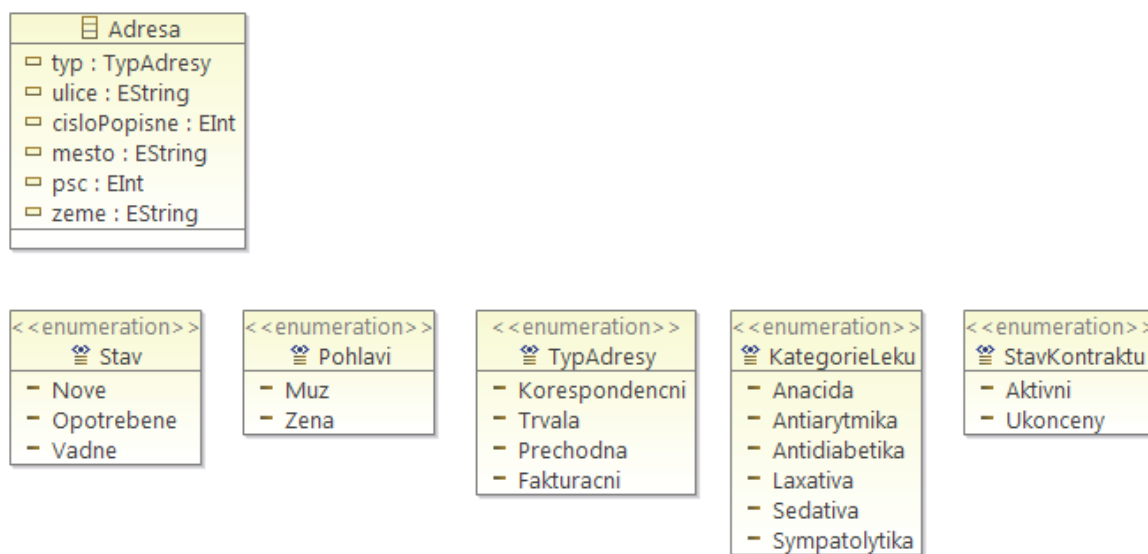 Adresa
typ : TypAdresy
ulice : EString
cisloPopisne : EInt
mesto : EString
psc : EInt
zeme : EString
<<enumeration>>
Stav
Nove
Opotrebene
Vadne
<<enumeration>>
Pohlavi
Muz
Zena
<<enumeration>>
TypAdresy
Korespondencni
Trvala
Prechodna
Fakturacni
<<enumeration>>
KategorieLeku
Anacida
Antiarytmika
Antidiabetika
Laxativa
Sedativa
Sympatolytika
<<enumeration>>
StavKontraktu
Aktivni
Ukonceny